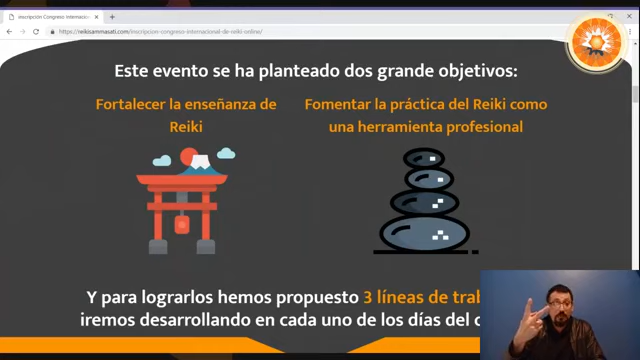 inscripción Congreso Internacion
https://reikisammasati.com/inscripcion-congreso-internacional-de-reiki-online/
Este evento se ha planteado dos grande objetivos:
Fortalecer la enseñanza de
Reiki
Fomentar la práctica del Reiki como
una herramienta profesional
Y para lograrlos hemos propuesto 3 líneas de trab
iremos desarrollando en cada uno de los días del c